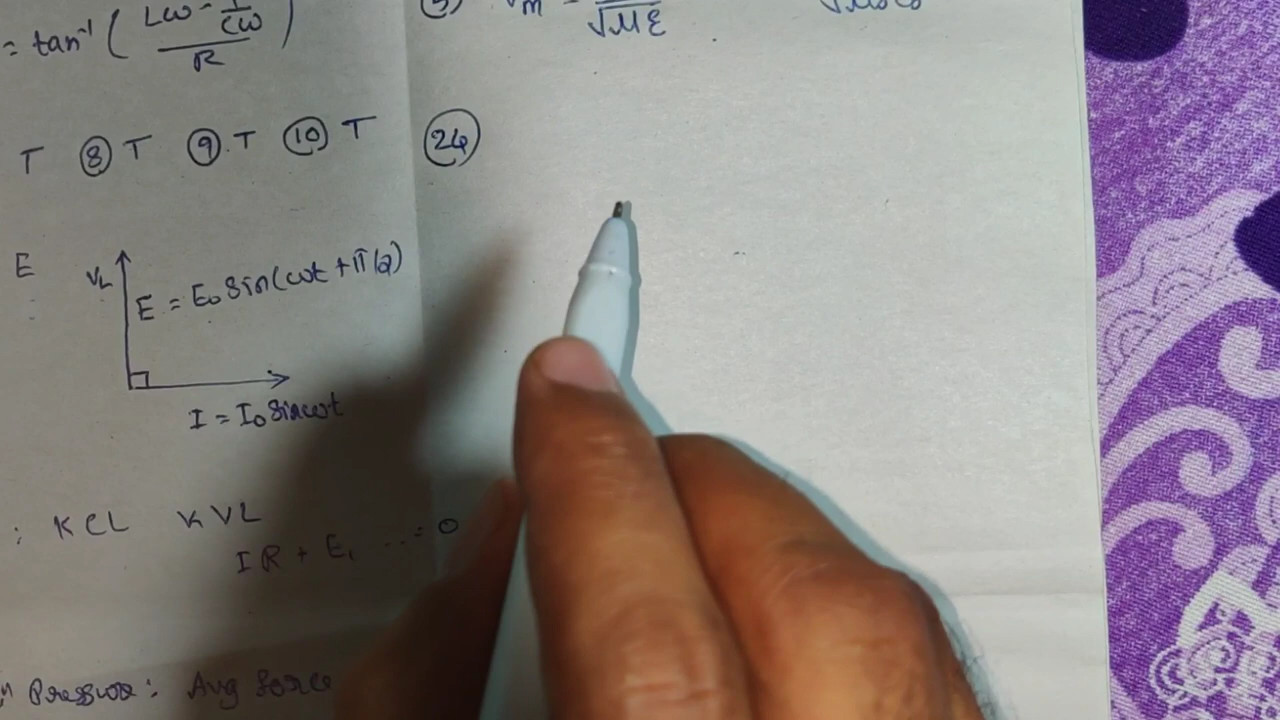 = tan⁻¹ ( (Lω - 1/Cω) / R )
√με
T ⑧ T ⑨ . T ⑩ T ㉔
E
VL
E = E₀ Sin(ωt + π/2)
I = I₀ Sinωt
: KCL KVL
IR + E₁ ... = 0
Pressure : Avg force